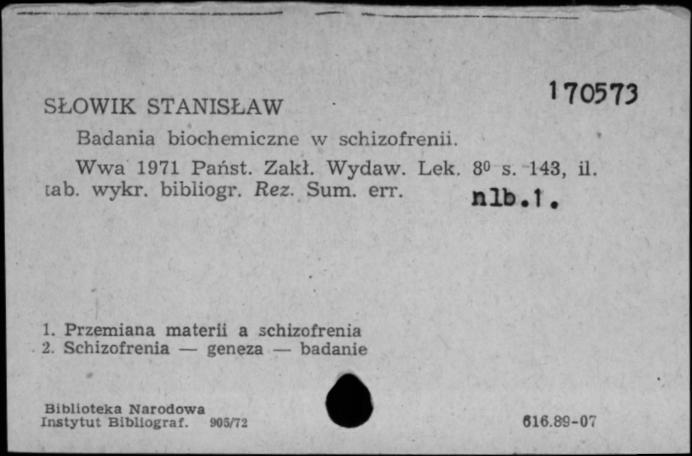 170573
SŁOWIK STANISŁAW
Badania biochemiczne w schizofrenii.
Wwa 1971 Państ. Zakł. Wydaw. Lek. 8⁰ s. 143, il.
tab. wykr. bibliogr. Rez. Sum. err.
nlb.1.
1. Przemiana materii a schizofrenia
2. Schizofrenia — geneza — badanie
Biblioteka Narodowa
Instytut Bibliograf. 905/72
616.89-07